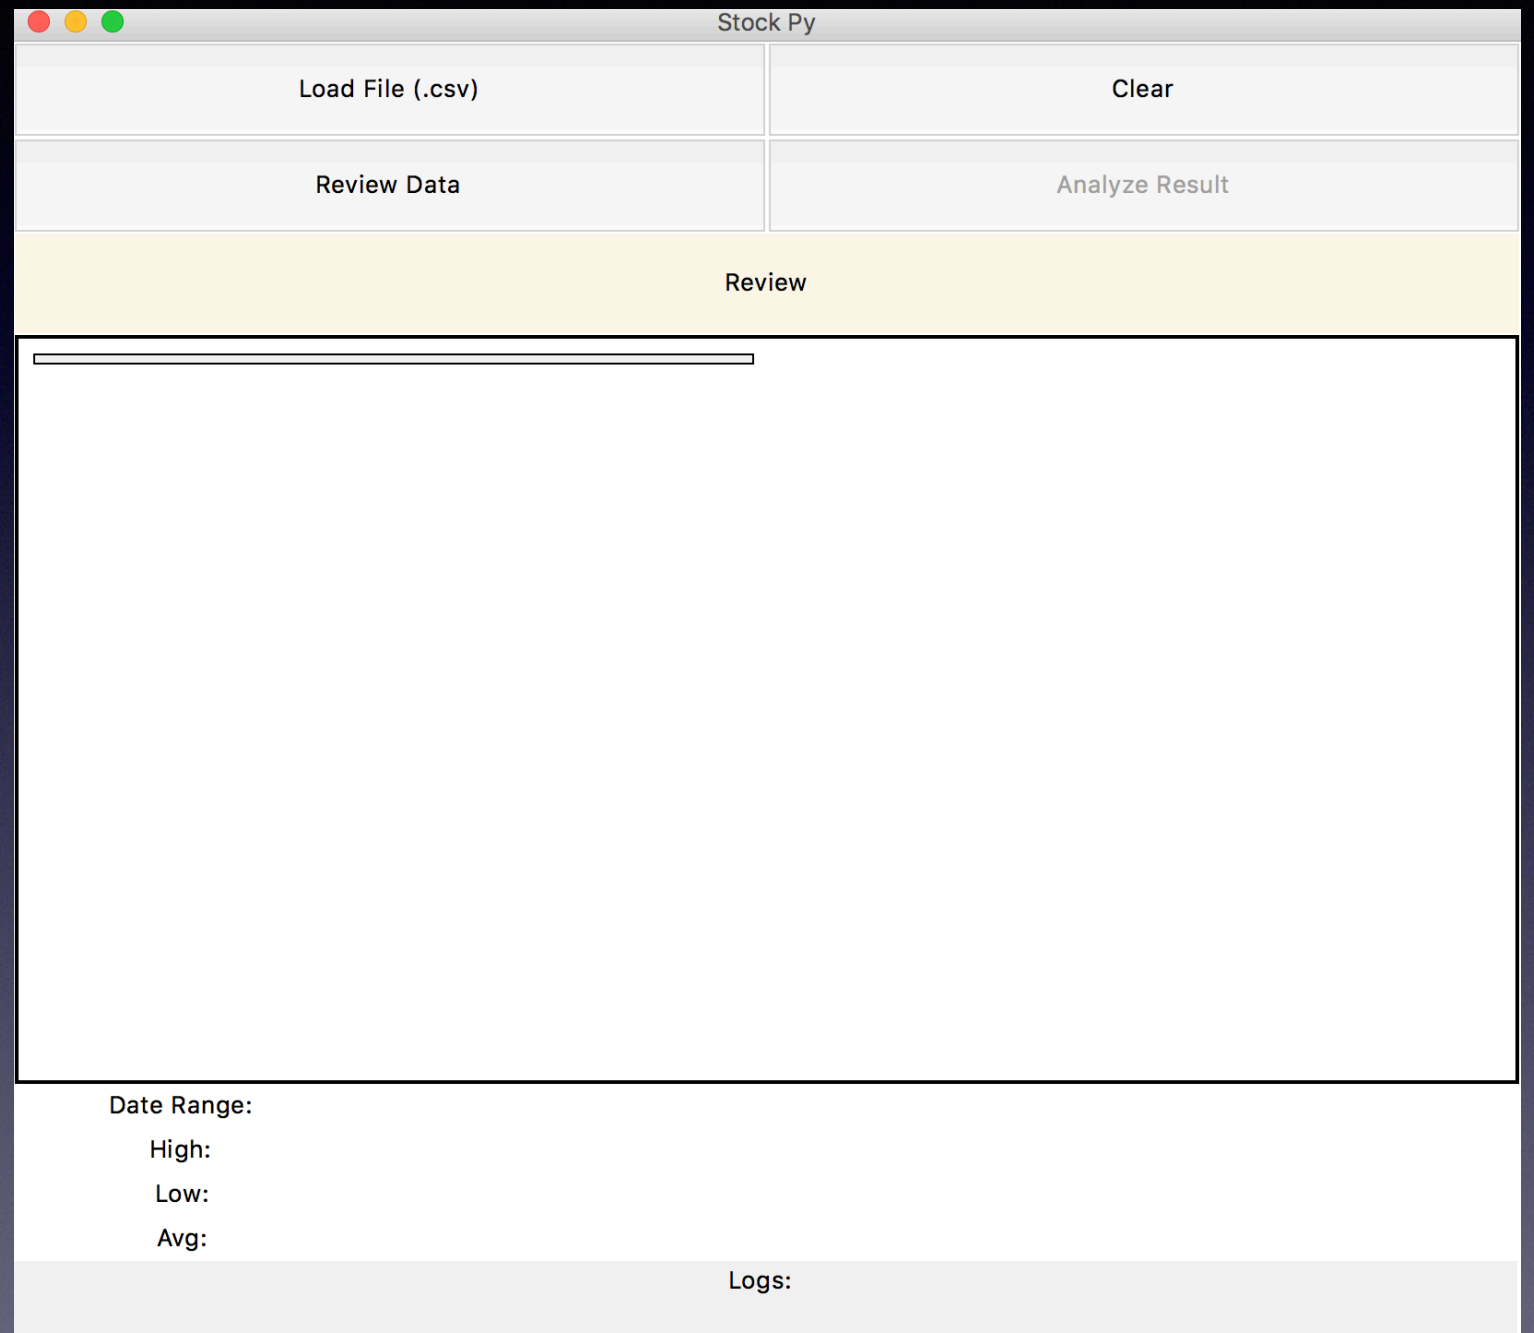 Stock Py
Load File (.csv)
Clear
Review Data
Analyze Result
Review
Date Range:
High:
Low:
Avg:
Logs: